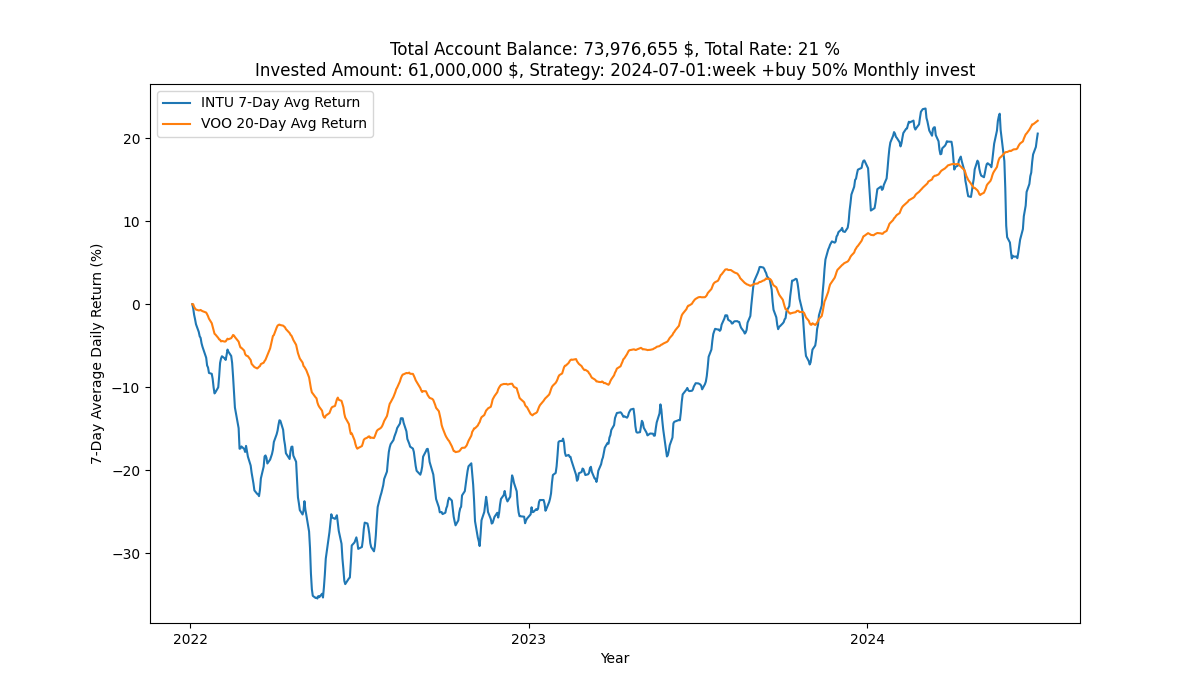 Total Account Balance: 73,976,655 $, Total Rate: 21 %
Invested Amount: 61,000,000 $, Strategy: 2024-07-01:week +buy 50% Monthly invest
INTU 7-Day Avg Return
VOO 20-Day Avg Return
7-Day Average Daily Return (%)
20
10
0
−10
−20
−30
2022
2023
2024
Year